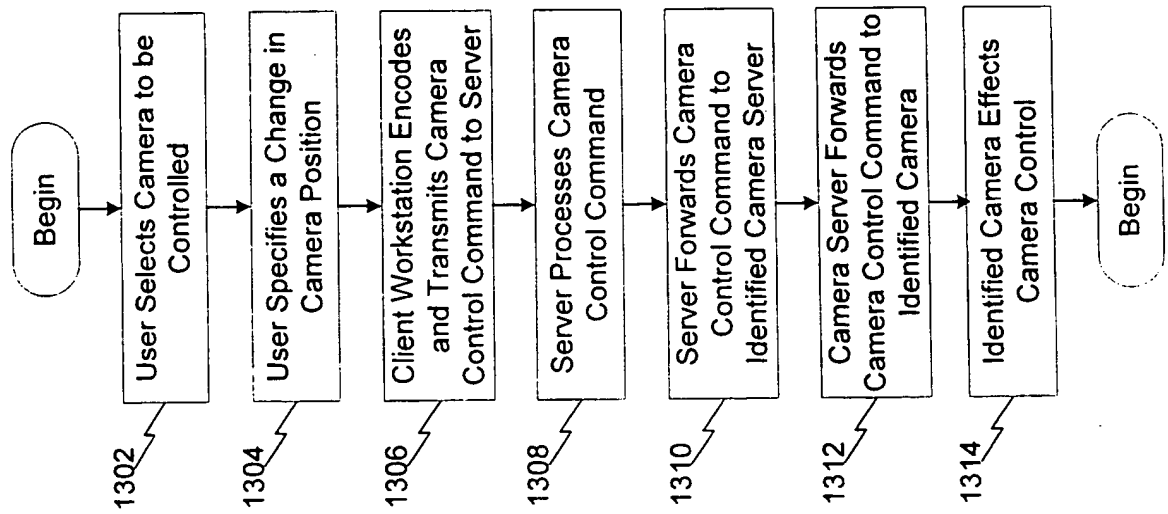 Begin
1302
User Selects Camera to be
Controlled
1304
User Specifies a Change in
Camera Position
1306
Client Workstation Encodes
and Transmits Camera
Control Command to Server
1308
Server Processes Camera
Control Command
1310
Server Forwards Camera
Control Command to
Identified Camera Server
1312
Camera Server Forwards
Camera Control Command to
Identified Camera
1314
Identified Camera Effects
Camera Control
Begin